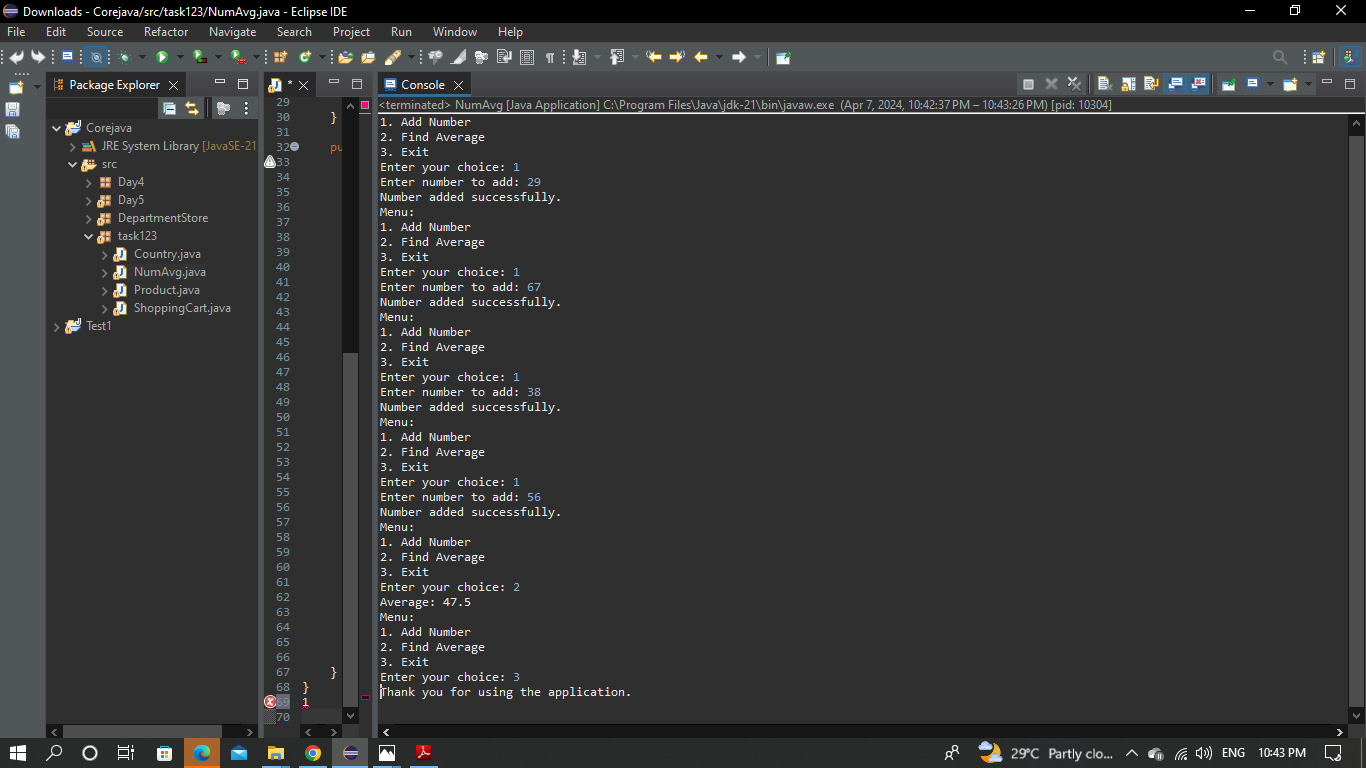 Downloads - Corejava/src/task123/NumAvg.java - Eclipse IDE
File Edit Source Refactor Navigate Search Project Run Window Help
Package Explorer
Corejava
JRE System Library [JavaSE-21
src
Day4
Day5
DepartmentStore
task123
Country.java
NumAvg.java
Product.java
ShoppingCart.java
Test1
*
29
30 }
31
32 pu
33
34
35
36
37
38
39
40
41
42
43
44
45
46
47
48
49
50
51
52
53
54
55
56
57
58
59
60
61
62
63
64
65
66
67 }
68 }
69 1
70
Console
<terminated> NumAvg [Java Application] C:\Program Files\Java\jdk-21\bin\javaw.exe (Apr 7, 2024, 10:42:37 PM – 10:43:26 PM) [pid: 10304]
1. Add Number
2. Find Average
3. Exit
Enter your choice: 1
Enter number to add: 29
Number added successfully.
Menu:
1. Add Number
2. Find Average
3. Exit
Enter your choice: 1
Enter number to add: 67
Number added successfully.
Menu:
1. Add Number
2. Find Average
3. Exit
Enter your choice: 1
Enter number to add: 38
Number added successfully.
Menu:
1. Add Number
2. Find Average
3. Exit
Enter your choice: 1
Enter number to add: 56
Number added successfully.
Menu:
1. Add Number
2. Find Average
3. Exit
Enter your choice: 2
Average: 47.5
Menu:
1. Add Number
2. Find Average
3. Exit
Enter your choice: 3
Thank you for using the application.
29°C Partly clo... ENG 10:43 PM